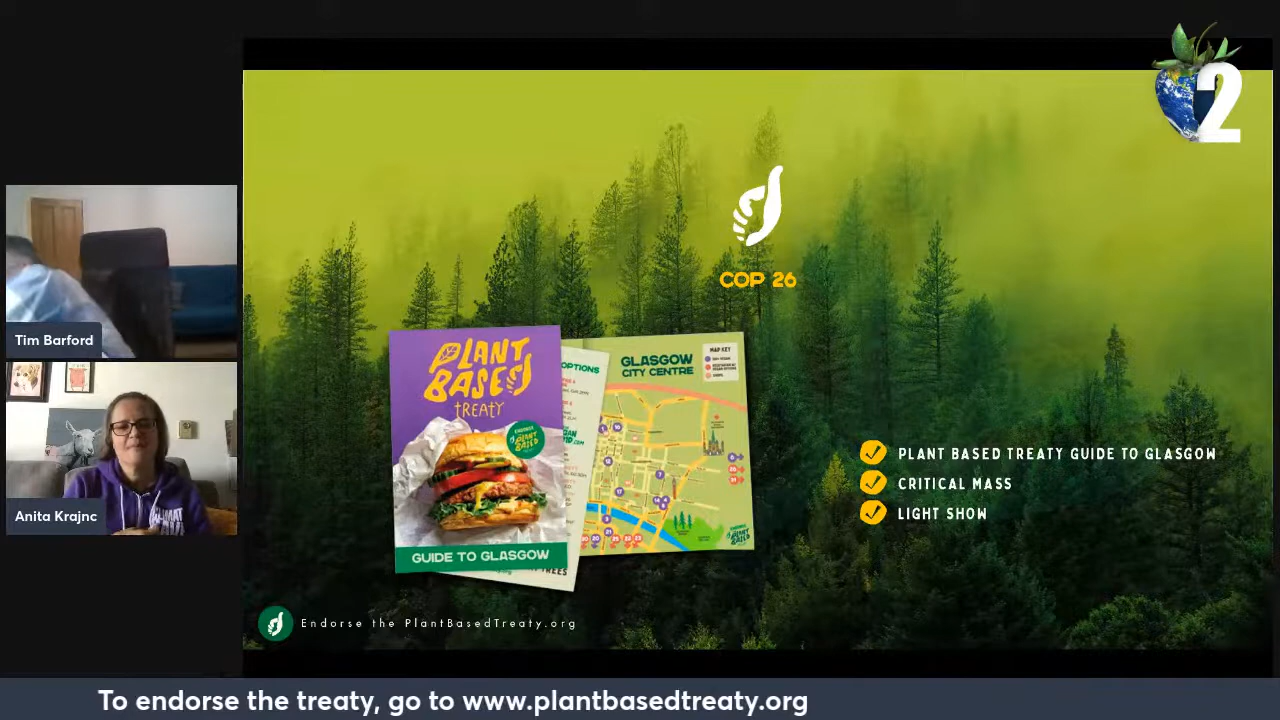 2
COP 26
PLANT
BASED
TREATY
GUIDE TO GLASGOW
OPTIONS
GLASGOW
CITY CENTRE
MAP KEY
PLANT BASED TREATY GUIDE TO GLASGOW
CRITICAL MASS
LIGHT SHOW
Endorse the PlantBasedTreaty.org
Tim Barford
Anita Krajnc
To endorse the treaty, go to www.plantbasedtreaty.org